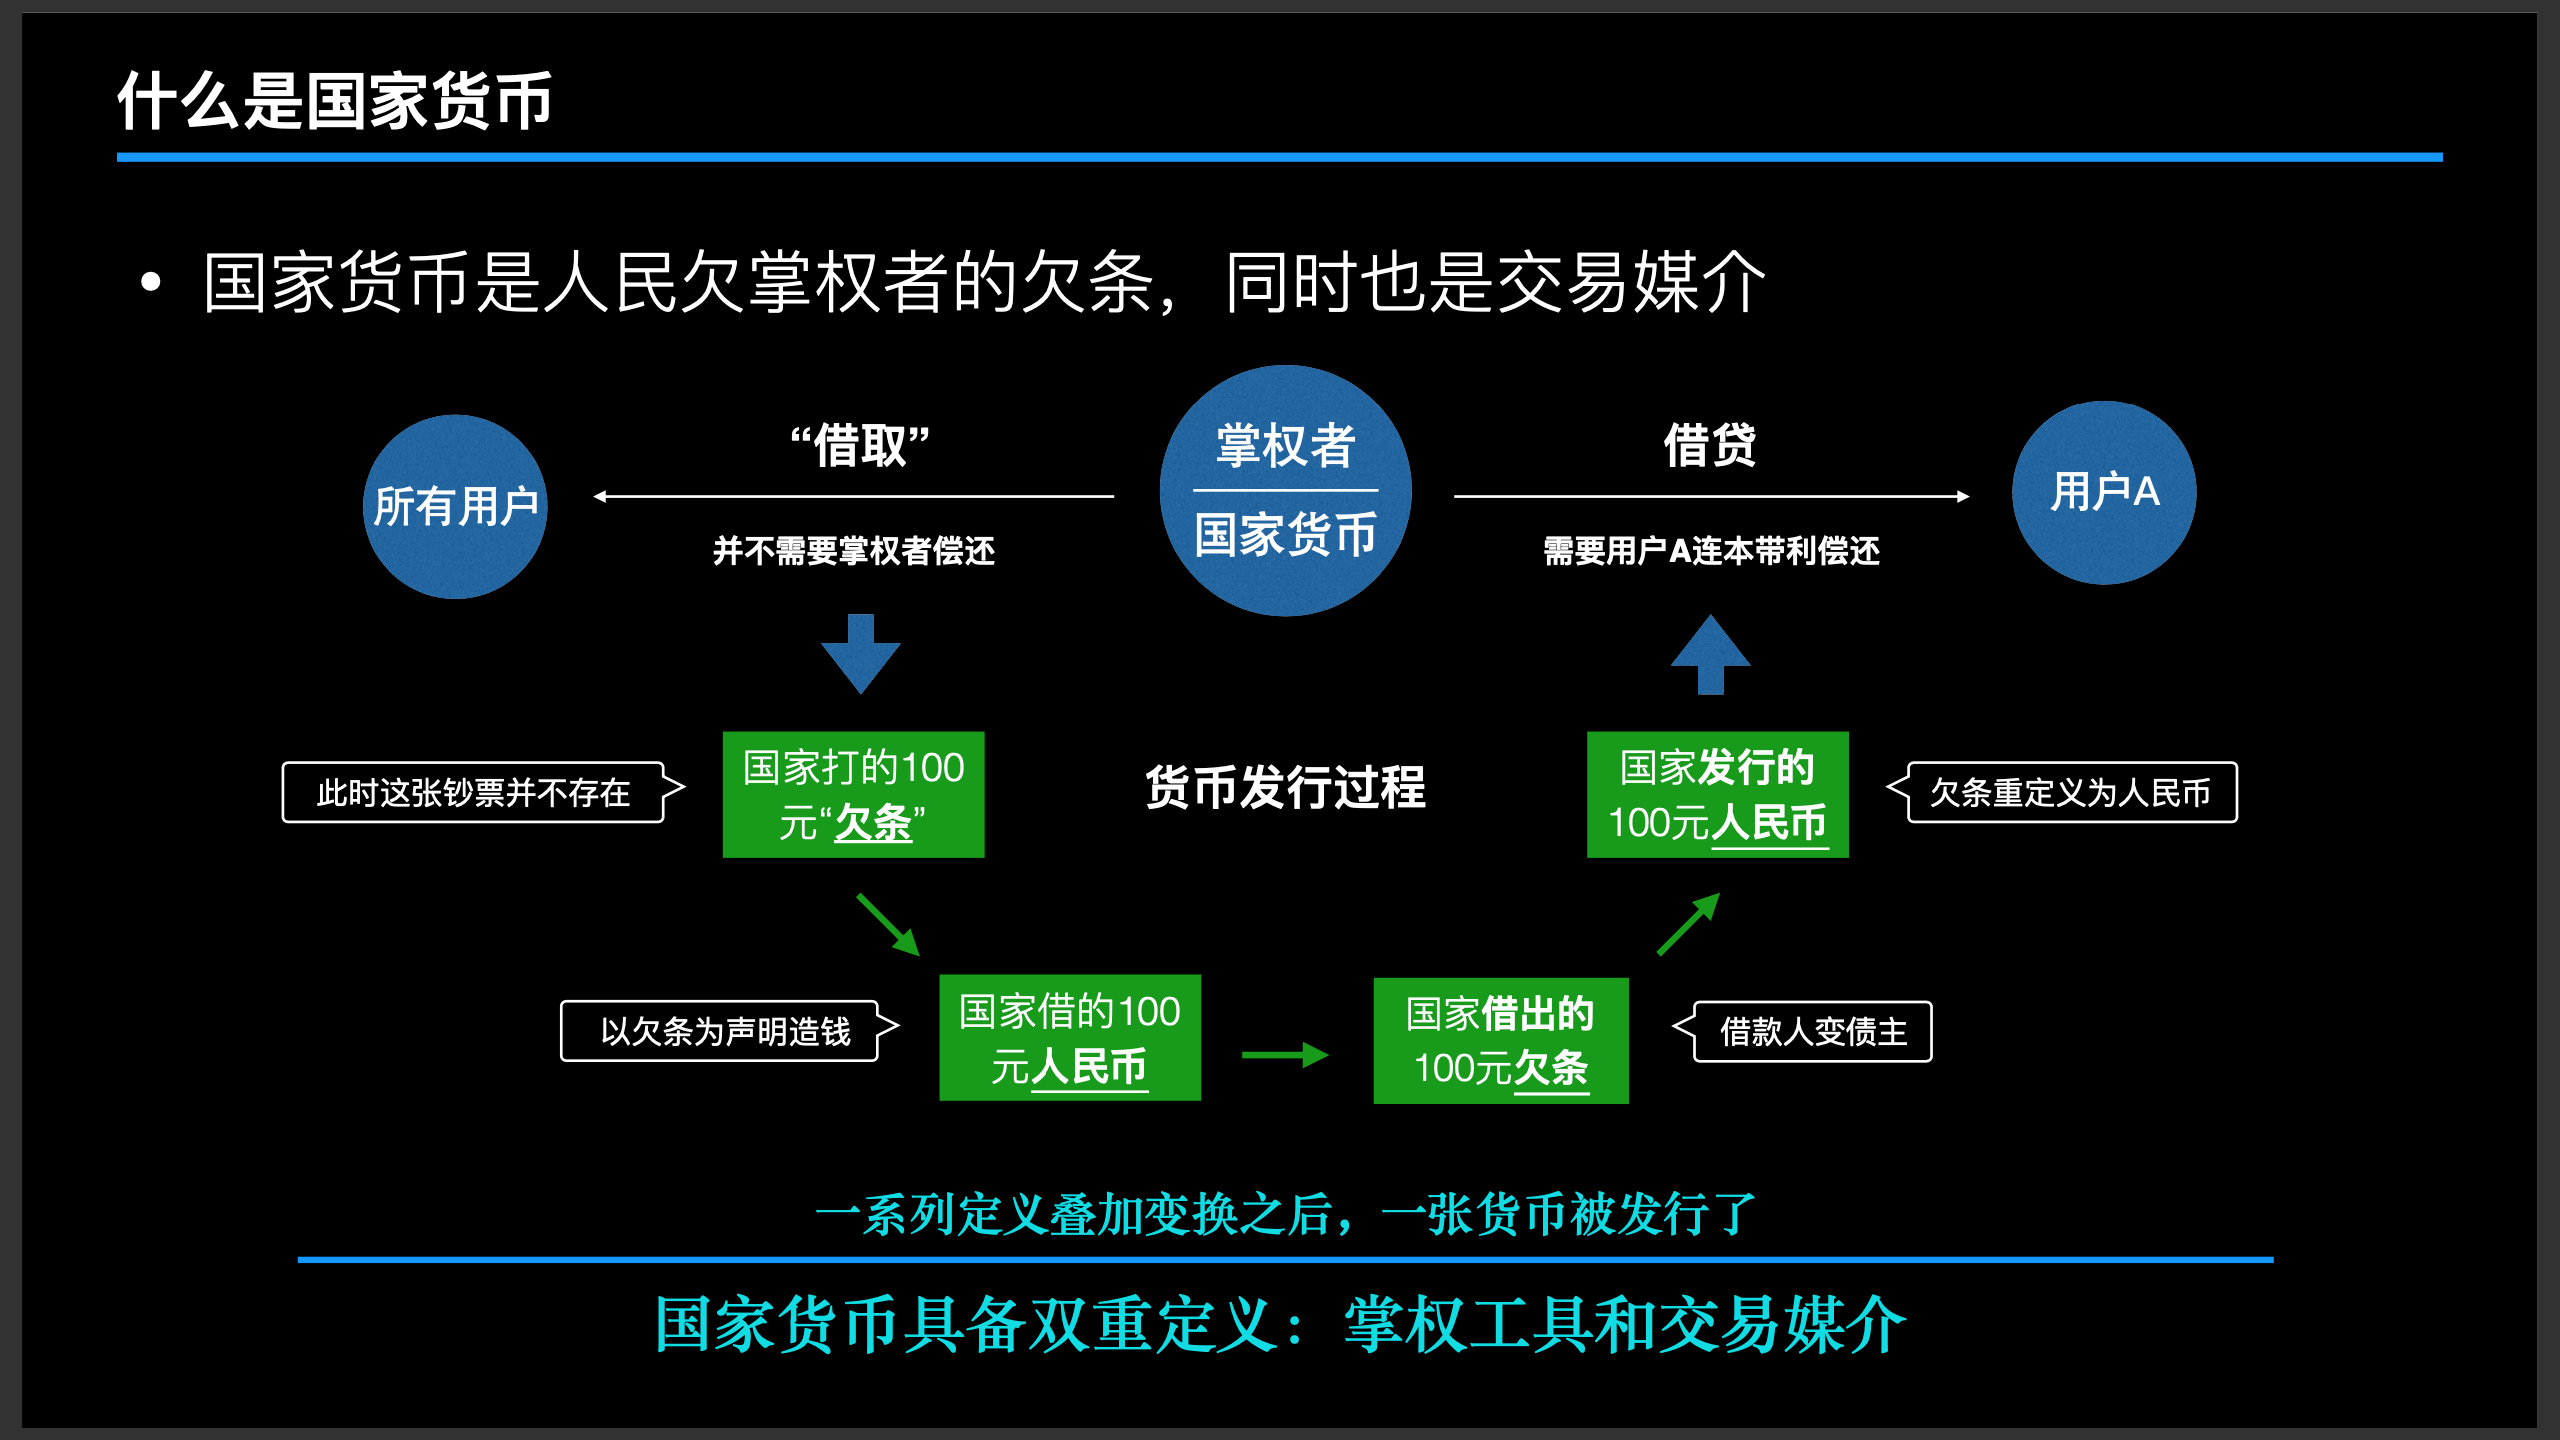 什么是国家货币
• 国家货币是人民欠掌权者的欠条，同时也是交易媒介
所有用户
“借取”
并不需要掌权者偿还
掌权者
国家货币
借贷
需要用户A连本带利偿还
用户A
此时这张钞票并不存在
国家打的100
元“欠条”
货币发行过程
国家发行的
100元人民币
欠条重定义为人民币
以欠条为声明造钱
国家借的100
元人民币
国家借出的
100元欠条
借款人变债主
一系列定义叠加变换之后，一张货币被发行了
国家货币具备双重定义：掌权工具和交易媒介